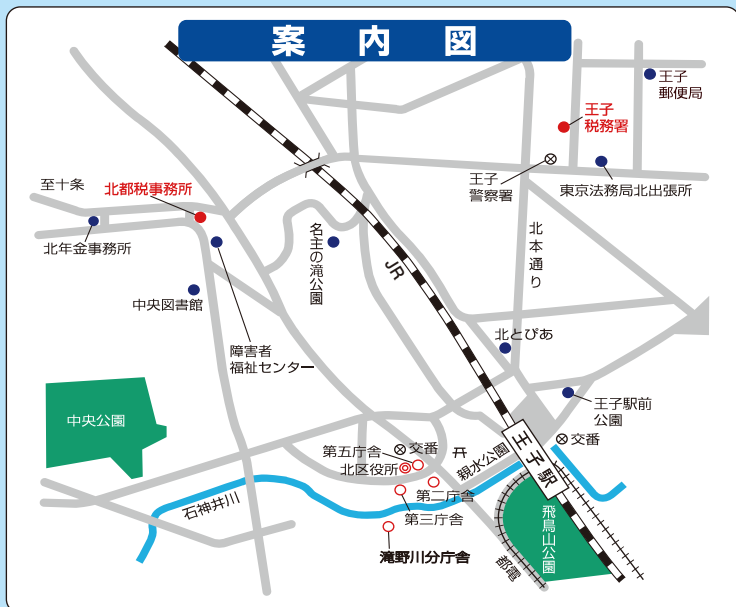 案内図
王子
郵便局
王子
税務署
王子
警察署
東京法務局北出張所
至十条
北都税事務所
北年金事務所
名主の滝公園
北本通り
JR
中央図書館
障害者
福祉センター
北とぴあ
王子駅前
公園
中央公園
交番
第五庁舎
北区役所
交番
親水公園
王子駅
第二庁舎
石神井川
第三庁舎
滝野川分庁舎
飛鳥山公園
都電